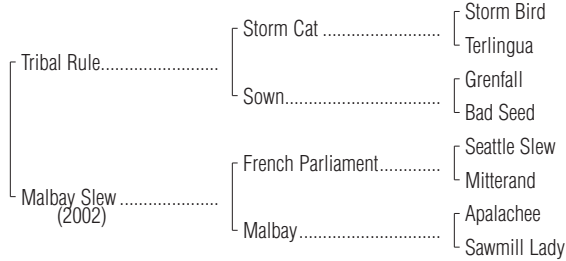 Storm Bird
Storm Cat ..............................
Terlingua
Tribal Rule..............................
Grenfall
Sown........................................
Bad Seed
Seattle Slew
French Parliament...............
Mitterand
Malbay Slew .........................
(2002)
Apalachee
Malbay ....................................
Sawmill Lady